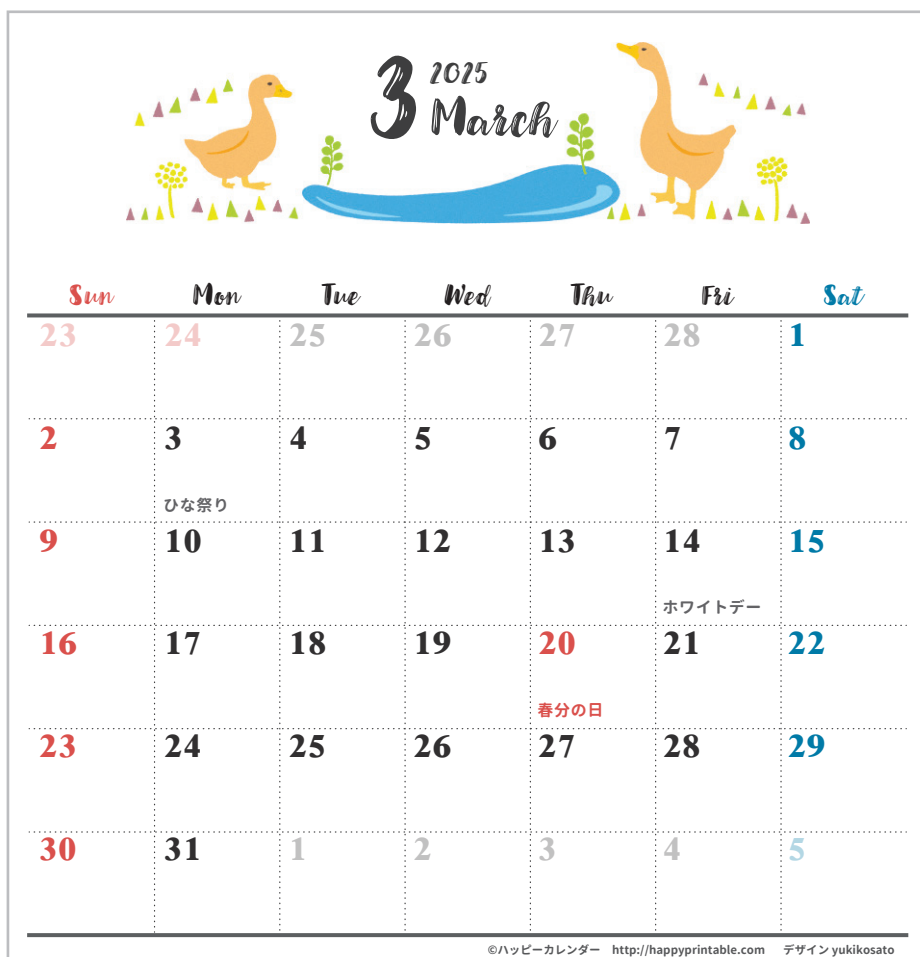 3 2025
March
Sun Mon Tue Wed Thu Fri Sat
23 24 25 26 27 28 1
2 3 4 5 6 7 8
ひな祭り
9 10 11 12 13 14 15
ホワイトデー
16 17 18 19 20 21 22
春分の日
23 24 25 26 27 28 29
30 31 1 2 3 4 5
©ハッピーカレンダー http://happyprintable.com デザイン yukikosato